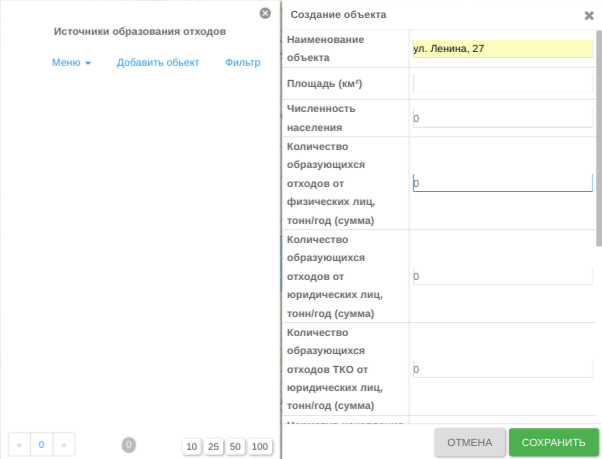 Источники образования отходов
Меню
Добавить обьект
Фильтр
«
0
»
0
10
25
50
100
Создание объекта
Наименование
объекта
ул. Ленина, 27
Площадь (км²)
Численность
населения
0
Количество
образующихся
отходов от
физических лиц,
тонн/год (сумма)
0
Количество
образующихся
отходов от
юридических лиц,
тонн/год (сумма)
0
Количество
образующихся
отходов ТКО от
юридических лиц,
тонн/год (сумма)
0
ОТМЕНА
СОХРАНИТЬ